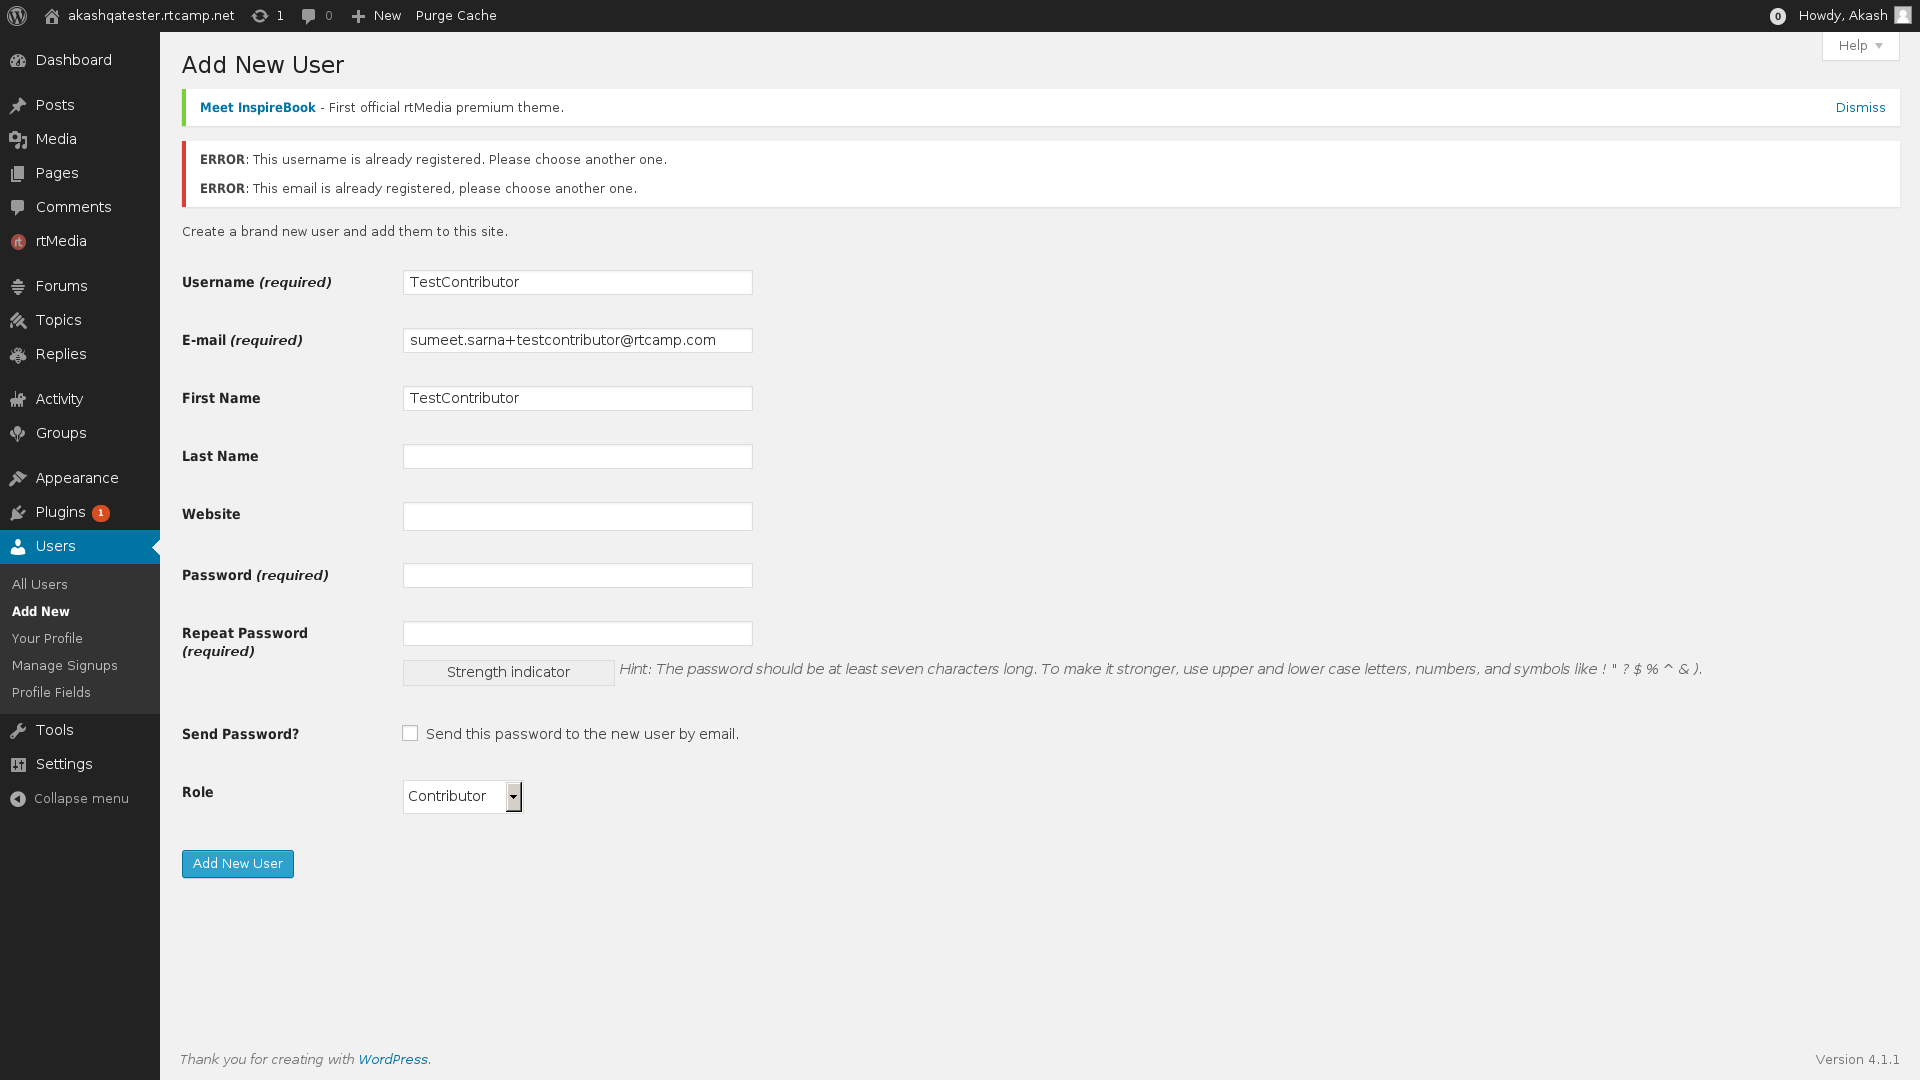 akashqatester.rtcamp.net 1 0 New Purge Cache 0 Howdy, Akash
Help
Dashboard
Posts
Media
Pages
Comments
rtMedia
Forums
Topics
Replies
Activity
Groups
Appearance
Plugins 1
Users
All Users
Add New
Your Profile
Manage Signups
Profile Fields
Tools
Settings
Collapse menu
Add New User
Meet InspireBook - First official rtMedia premium theme. Dismiss
ERROR: This username is already registered. Please choose another one.
ERROR: This email is already registered, please choose another one.
Create a brand new user and add them to this site.
Username (required) TestContributor
E-mail (required) sumeet.sarna+testcontributor@rtcamp.com
First Name TestContributor
Last Name
Website
Password (required)
Repeat Password
(required)
Strength indicator Hint: The password should be at least seven characters long. To make it stronger, use upper and lower case letters, numbers, and symbols like ! " ? $ % ^ & ).
Send Password? Send this password to the new user by email.
Role Contributor
Add New User
Thank you for creating with WordPress. Version 4.1.1